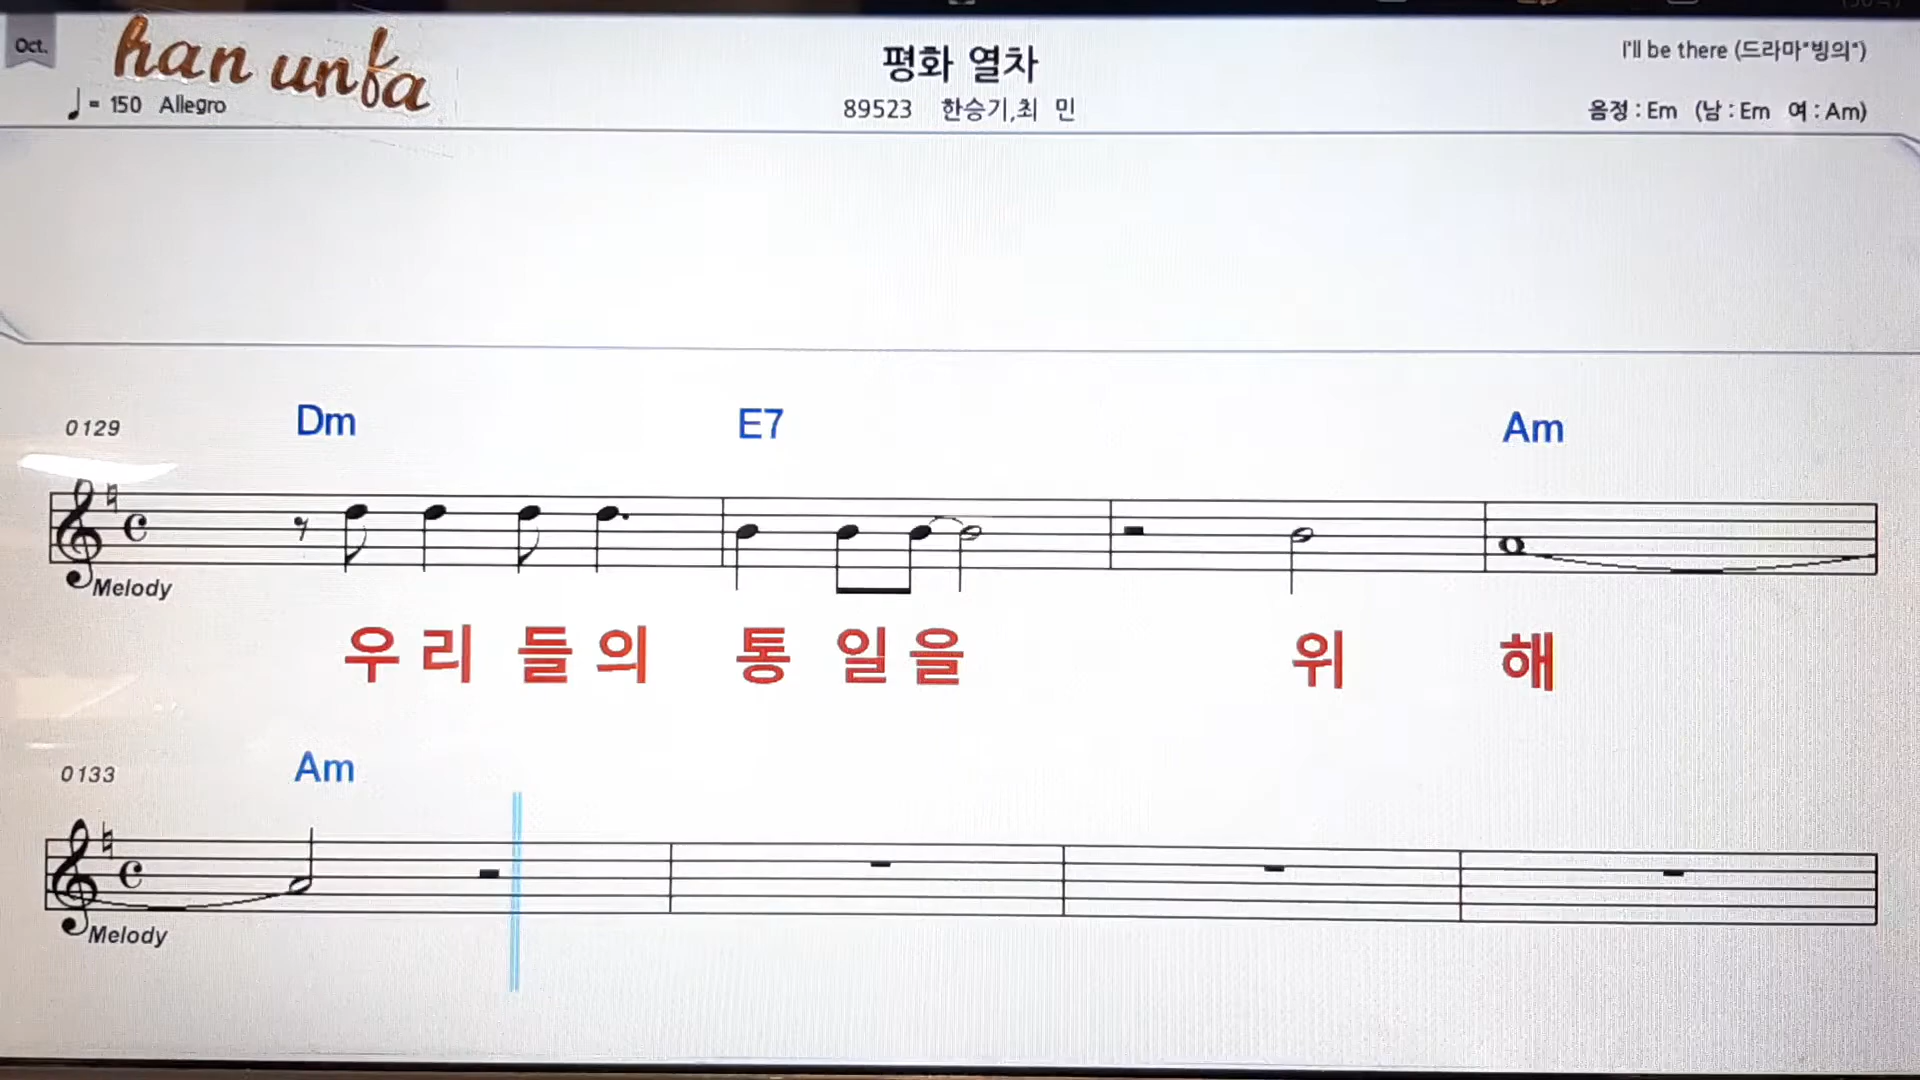 Oct.
han unfa
평화 열차
I'll be there (드라마"빙의")
♩ = 150 Allegro
89523 한승기,최 민
음정 : Em (남 : Em 여 : Am)
0129 Dm E7 Am
Melody
우리들의 통일을 위해
0133 Am
Melody